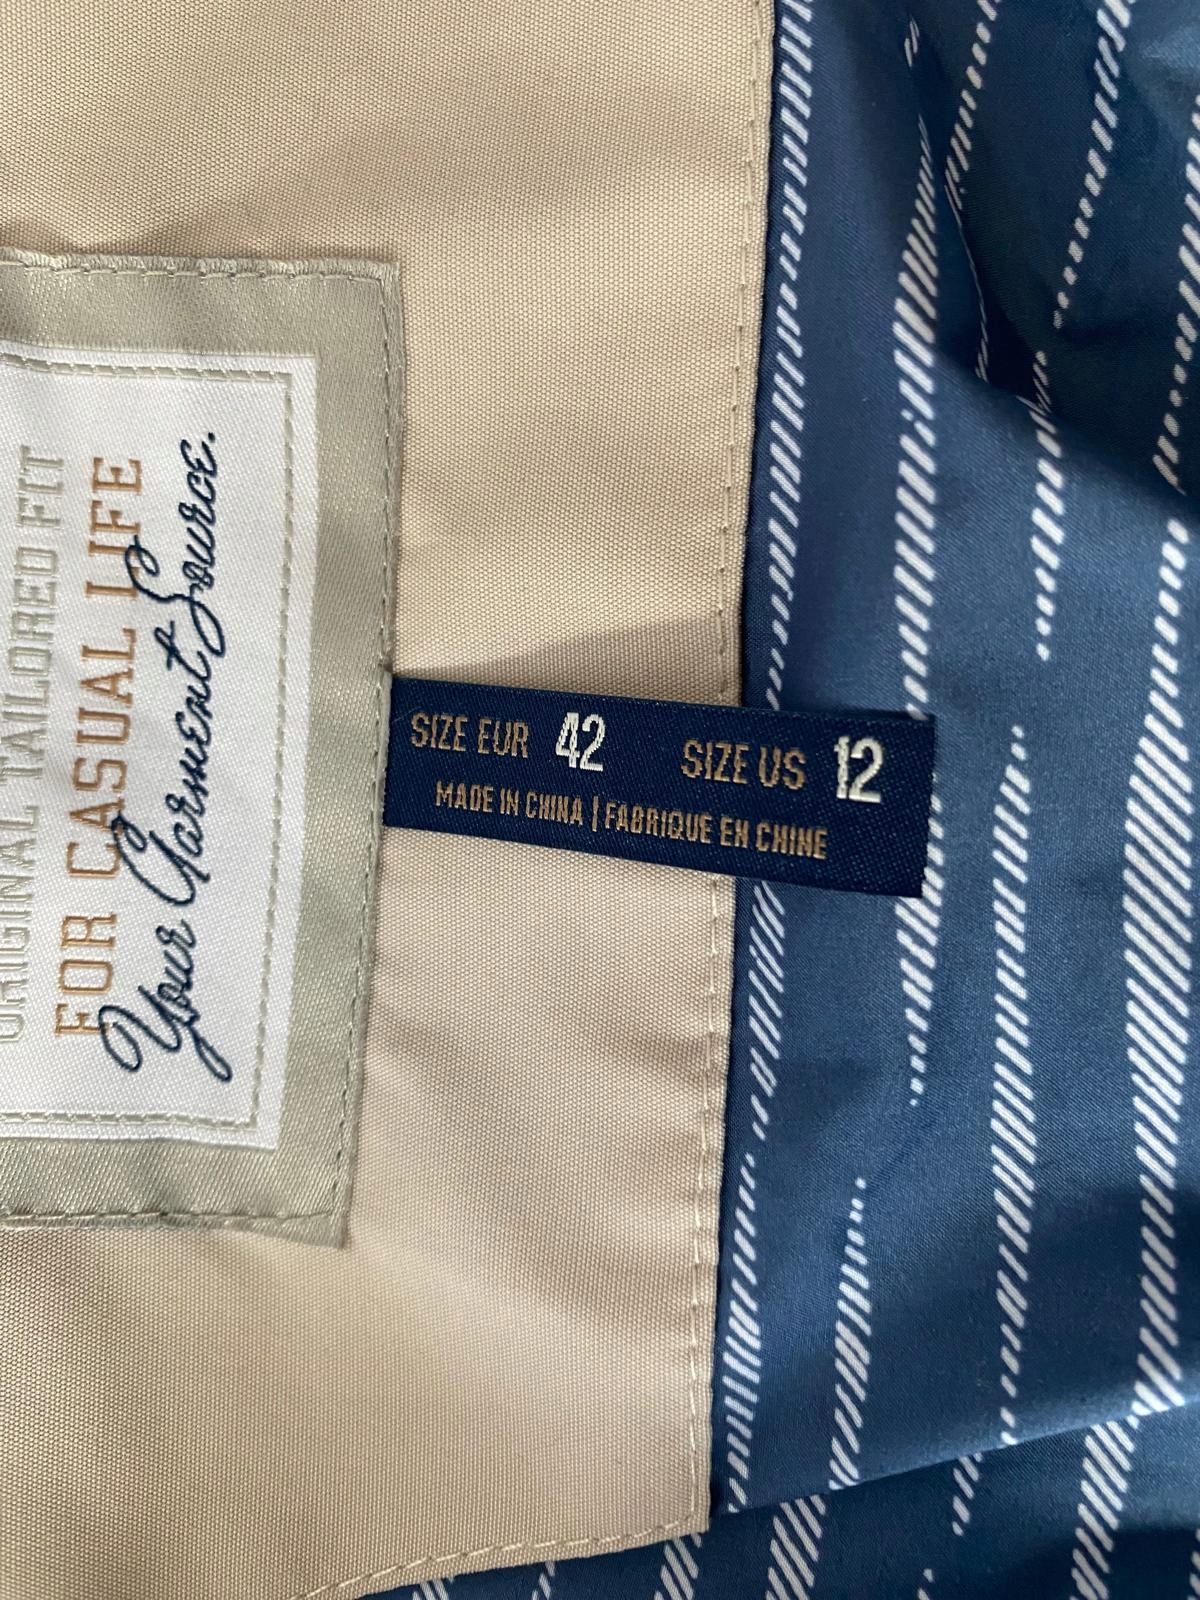 ORIGINAL TAILORED FIT
FOR CASUAL LIFE
Your Garment Source.
SIZE EUR 42 SIZE US 12
MADE IN CHINA | FABRIQUE EN CHINE